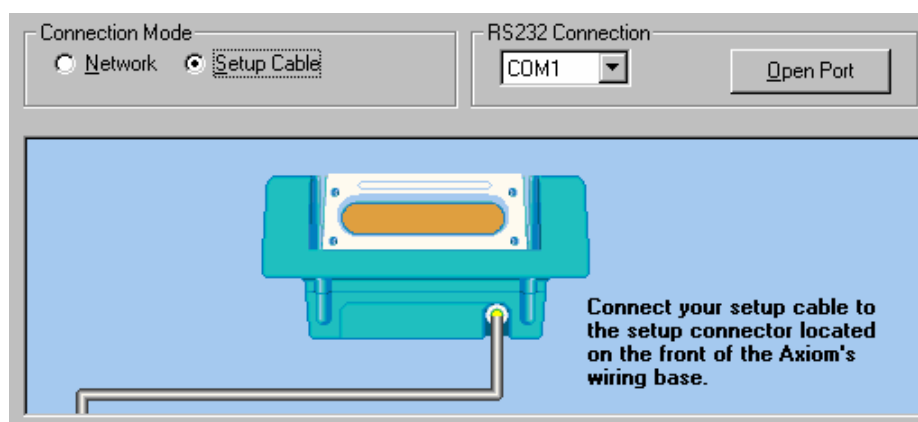 Connection Mode
Network Setup Cable
RS232 Connection
COM1 Open Port
Connect your setup cable to
the setup connector located
on the front of the Axiom's
wiring base.